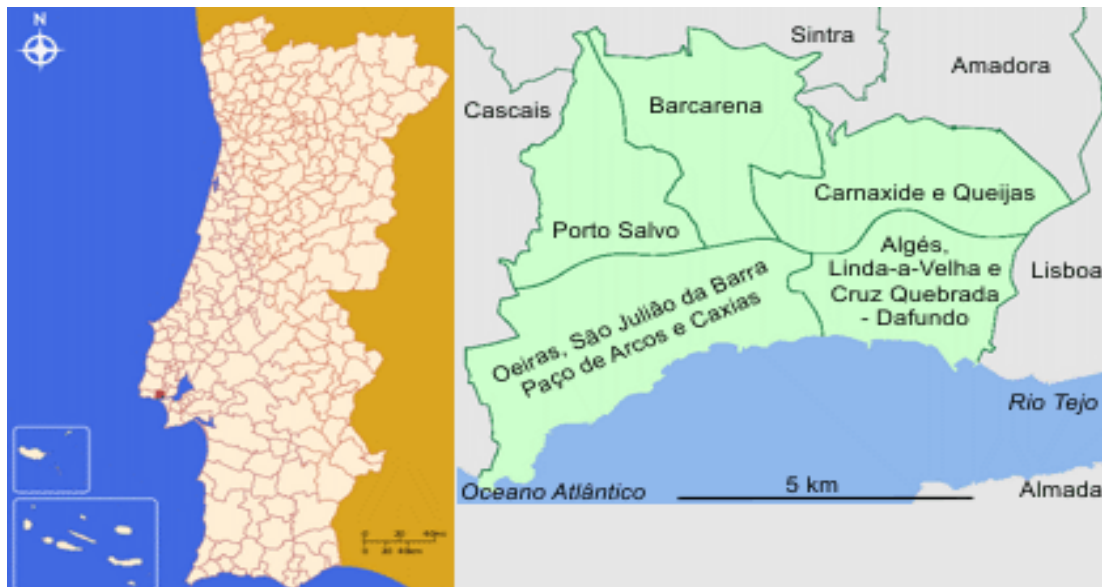 N
Sintra
Amadora
Cascais
Barcarena
Carnaxide e Queijas
Porto Salvo
Algés,
Linda-a-Velha e
Cruz Quebrada
- Dafundo
Lisboa
Oeiras, São Julião da Barra
Paço de Arcos e Caxias
Rio Tejo
Oceano Atlântico
5 km
Almada